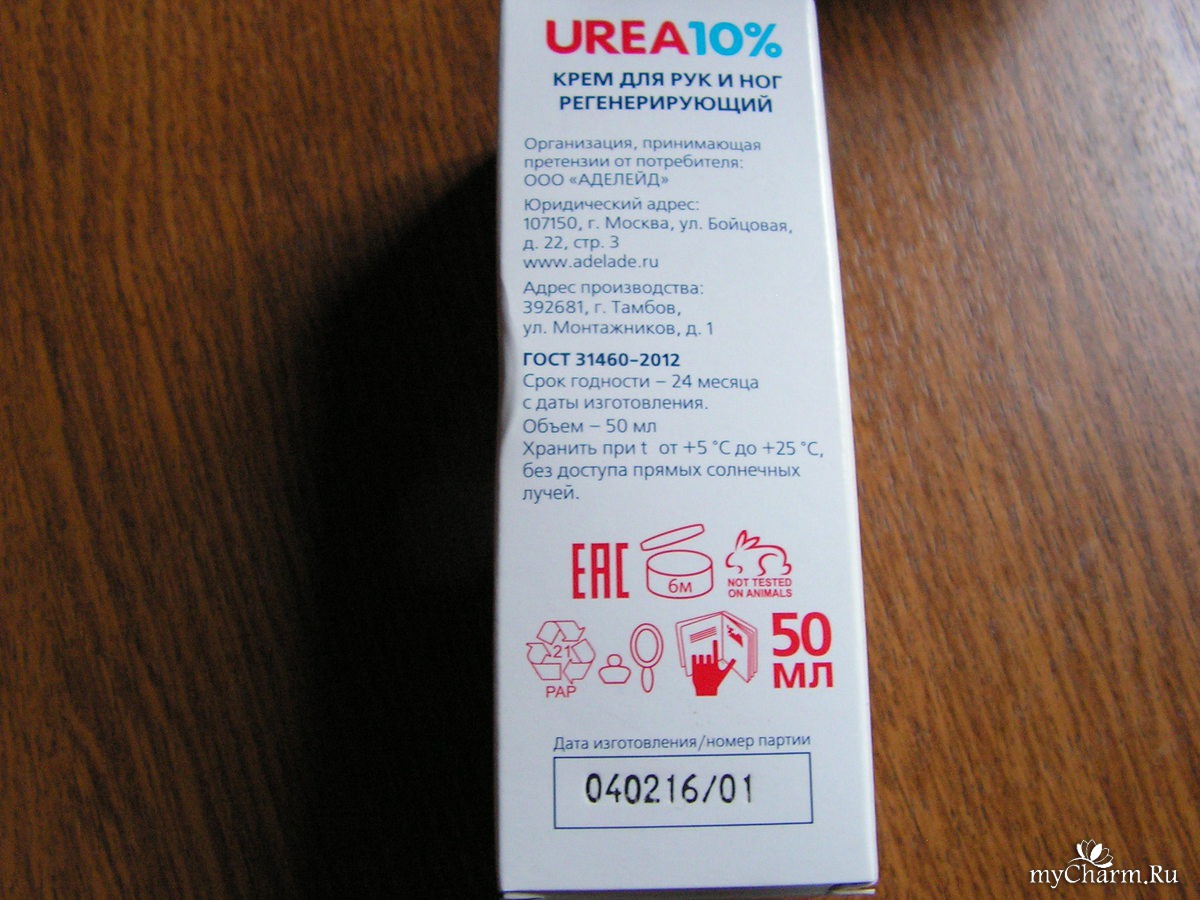 UREA10%
КРЕМ ДЛЯ РУК И НОГ
РЕГЕНЕРИРУЮЩИЙ
Организация, принимающая
претензии от потребителя:
ООО «АДЕЛЕЙД»
Юридический адрес:
107150, г. Москва, ул. Бойцовая,
д. 22, стр. 3
www.adelade.ru
Адрес производства:
392681, г. Тамбов,
ул. Монтажников, д. 1
ГОСТ 31460-2012
Срок годности – 24 месяца
с даты изготовления.
Объем – 50 мл
Хранить при t от +5 °C до +25 °C,
без доступа прямых солнечных
лучей.
EAC
6м
NOT TESTED
ON ANIMALS
21
PAP
50
МЛ
Дата изготовления/номер партии
040216/01
myCharm.Ru